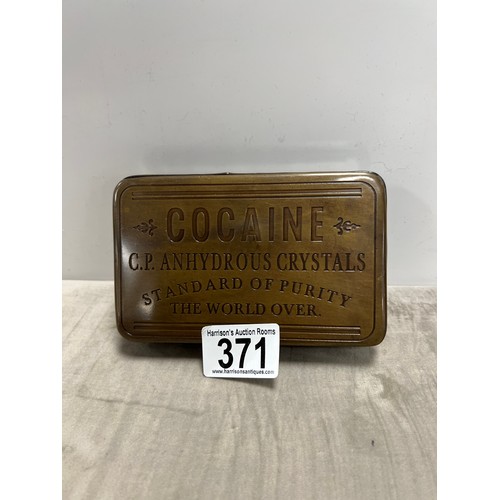 COCAINE
C.P. ANHYDROUS CRYSTALS
STANDARD OF PURITY
THE WORLD OVER.
Harrison's Auction Rooms
371
www.harrisonsantiques.com